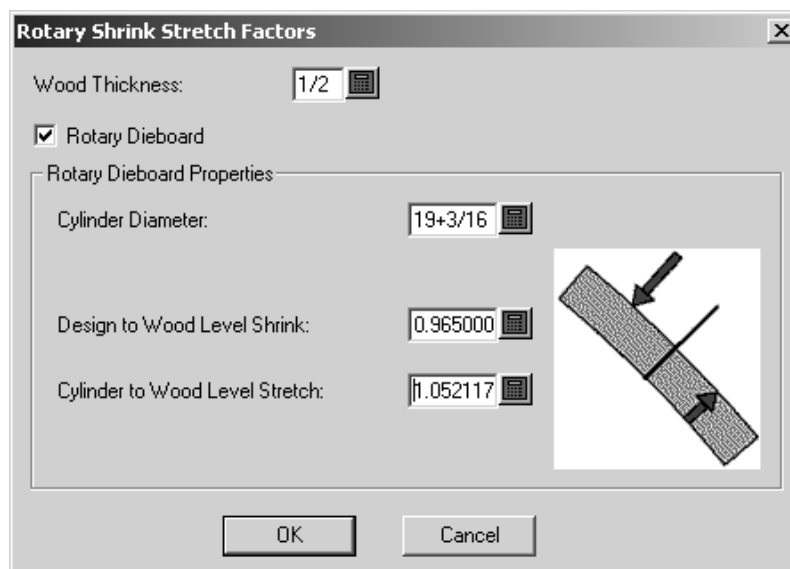 Rotary Shrink Stretch Factors
Wood Thickness: 1/2
Rotary Dieboard
Rotary Dieboard Properties
Cylinder Diameter: 19+3/16
Design to Wood Level Shrink: 0.965000
Cylinder to Wood Level Stretch: 1.052117
OK Cancel